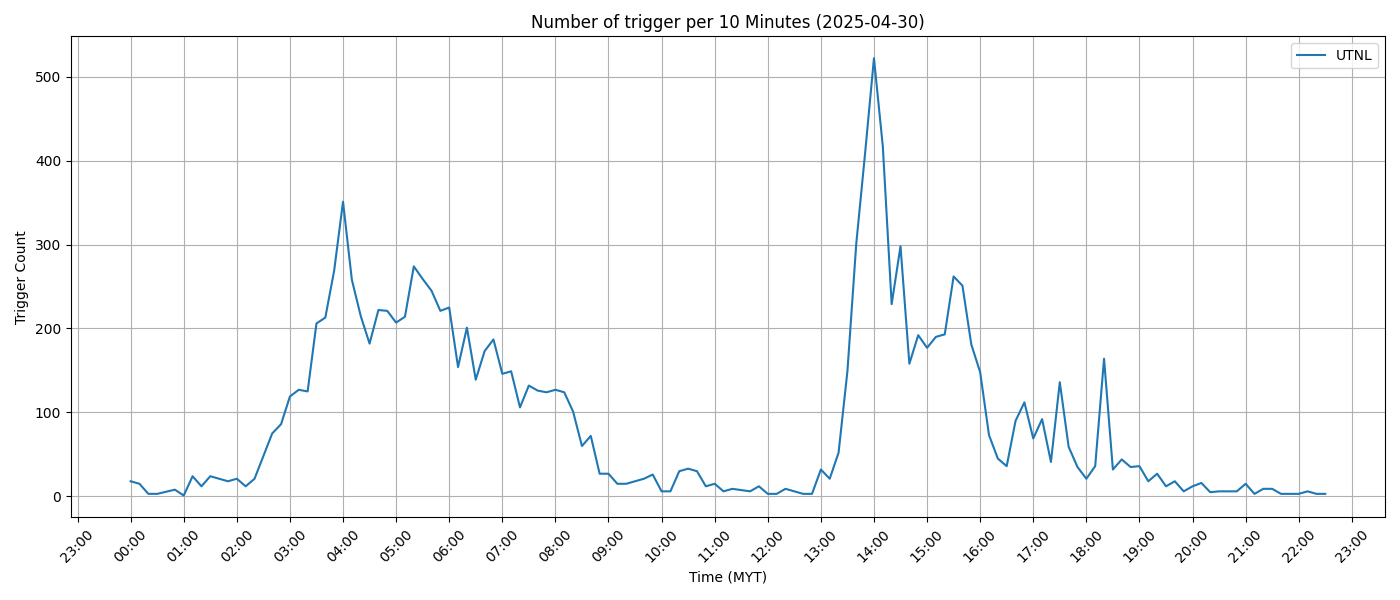 Number of trigger per 10 Minutes (2025-04-30)
UTNL
Trigger Count
500
400
300
200
100
0
23:00 00:00 01:00 02:00 03:00 04:00 05:00 06:00 07:00 08:00 09:00 10:00 11:00 12:00 13:00 14:00 15:00 16:00 17:00 18:00 19:00 20:00 21:00 22:00 23:00
Time (MYT)